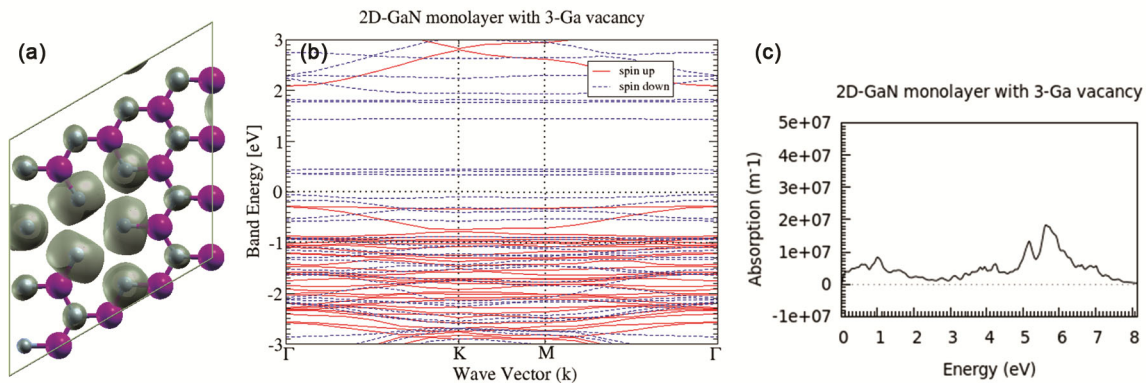 (a)
2D-GaN monolayer with 3-Ga vacancy
(b)
spin up
spin down
3
2
1
0
-1
-2
-3
Band Energy [eV]
Γ K M Γ
Wave Vector (k)
(c)
2D-GaN monolayer with 3-Ga vacancy
5e+07
4e+07
3e+07
2e+07
1e+07
0
-1e+07
Absorption (m-1)
0 1 2 3 4 5 6 7 8
Energy (eV)